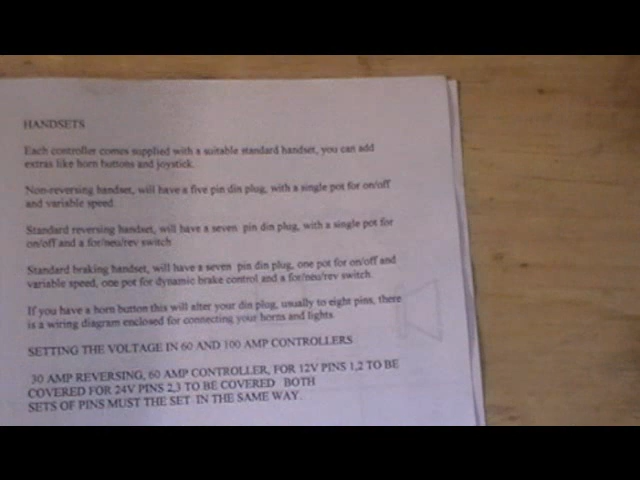 HANDSETS
Each controller comes supplied with a suitable standard handset, you can add
extras like horn buttons and joystick.
Non-reversing handset, will have a five pin din plug, with a single pot for on/off
and variable speed
Standard reversing handset, will have a seven pin din plug, with a single pot for
on/off and a for/neu/rev switch
Standard braking handset, will have a seven pin din plug, one pot for on/off and
variable speed, one pot for dynamic brake control and a for/neu/rev switch.
If you have a horn button this will alter your din plug, usually to eight pins, there
is a wiring diagram enclosed for connecting your horns and lights
SETTING THE VOLTAGE IN 60 AND 100 AMP CONTROLLERS
30 AMP REVERSING, 60 AMP CONTROLLER, FOR 12V PINS 1,2 TO BE
COVERED FOR 24V PINS 2,3 TO BE COVERED BOTH
SETS OF PINS MUST THE SET IN THE SAME WAY.